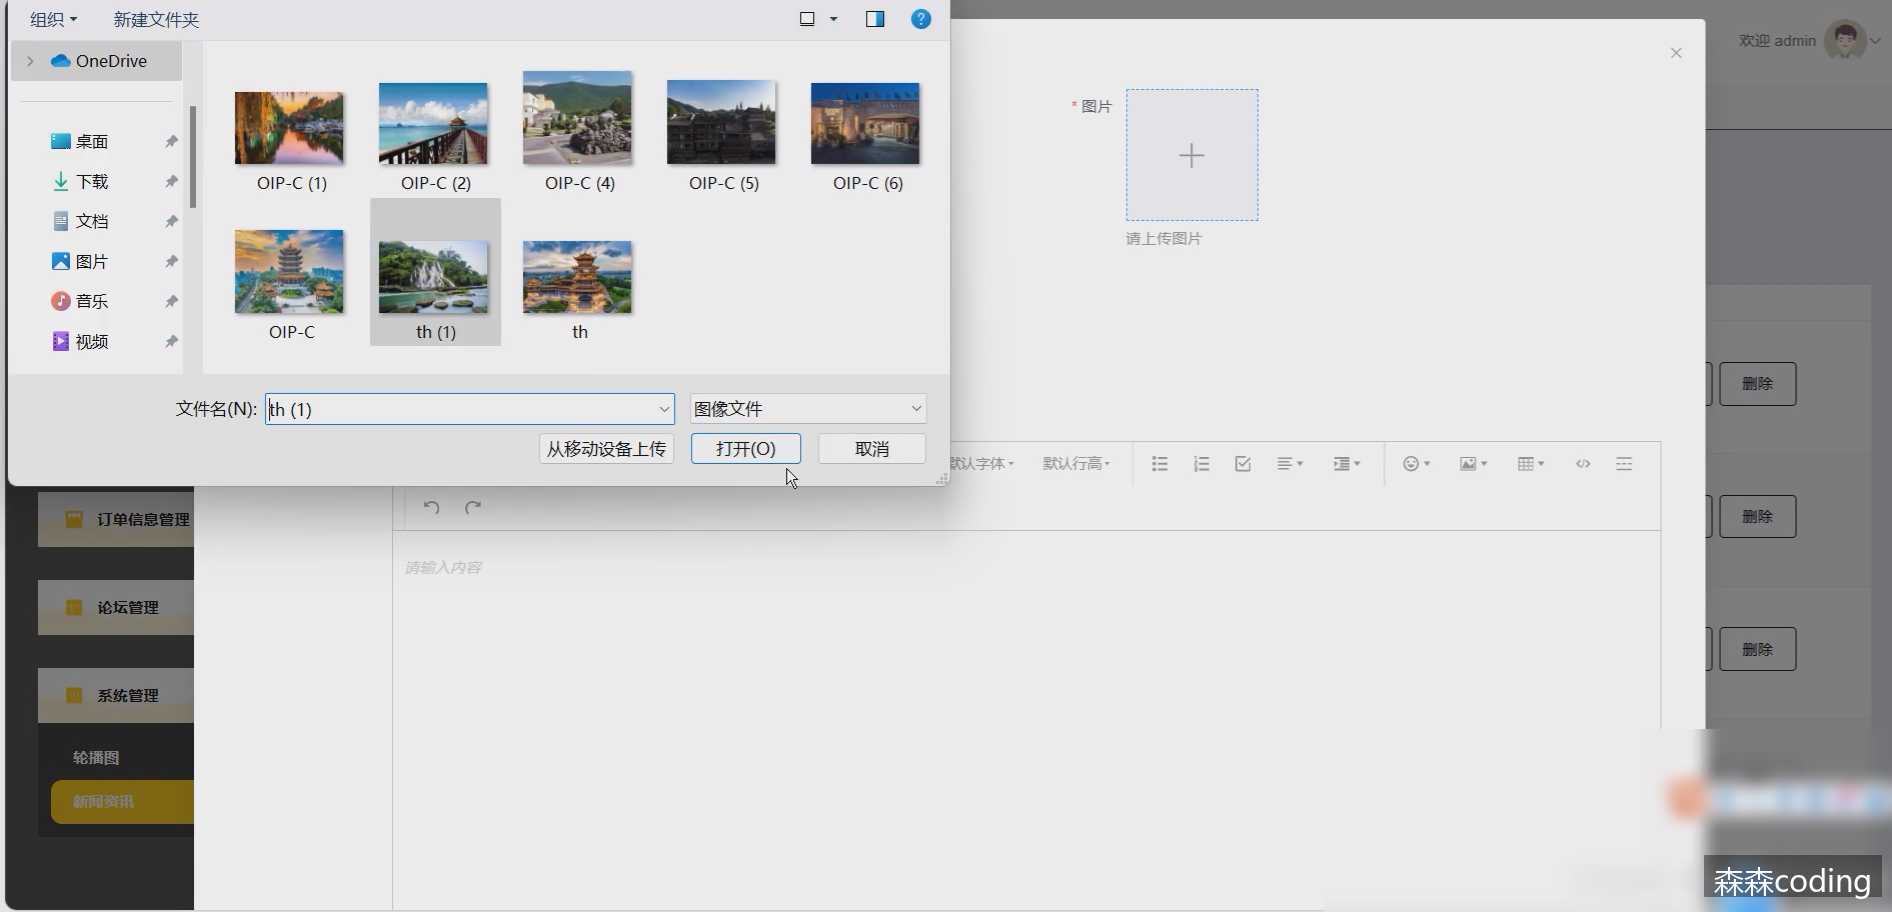 组织
新建文件夹
OneDrive
桌面
下载
文档
图片
音乐
视频
OIP-C (1)
OIP-C (2)
OIP-C (4)
OIP-C (5)
OIP-C (6)
OIP-C
th (1)
th
文件名(N):
th (1)
图像文件
从移动设备上传
打开(O)
取消
欢迎 admin
* 图片
请上传图片
默认字体
默认行高
请输入内容
删除
删除
删除
订单信息管理
论坛管理
系统管理
轮播图
新闻资讯
森森coding